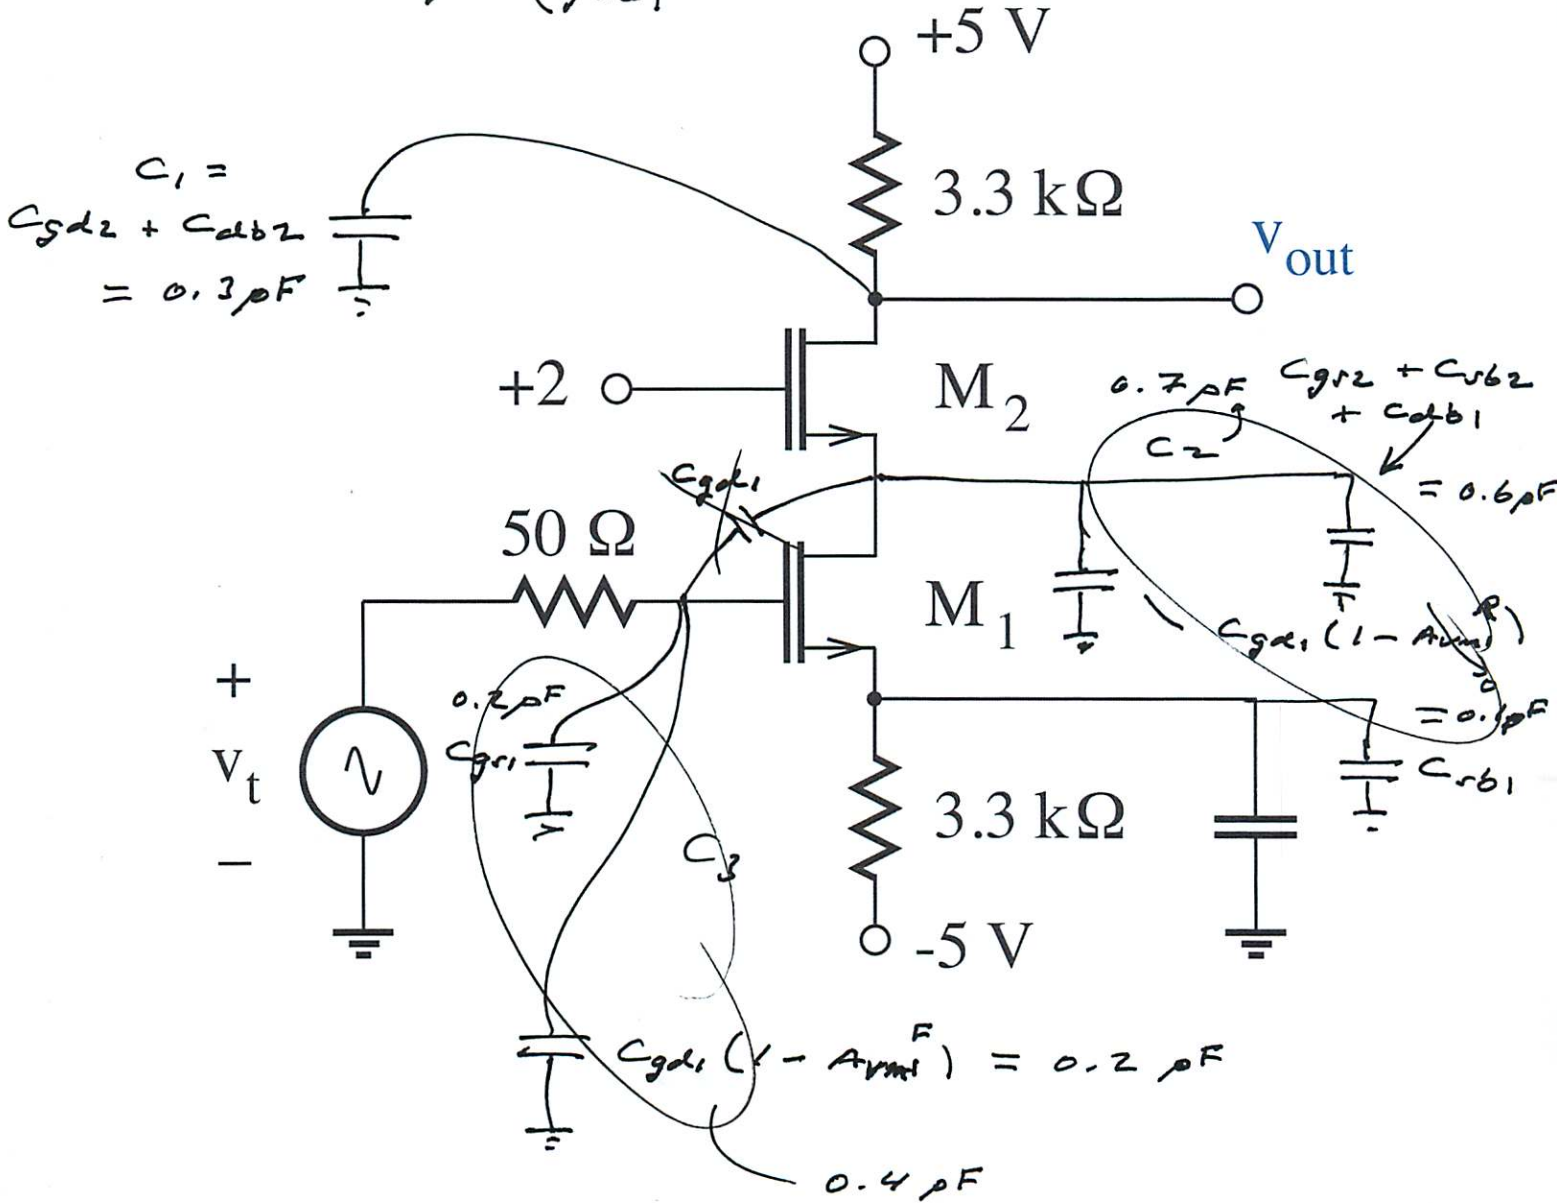 +5 V
C₁ =
Cgd2 + Cdb2
= 0.3pF
3.3 kΩ
Vout
+2
M2
0.7pF
C2
Cgs2 + Csb2
+ Cdb1
= 0.6pF
Cgd1
50 Ω
M1
Cgd1 (1 - AvM1^R)
0
= 0.1pF
+
vt
−
0.2pF
Cgs1
C3
3.3 kΩ
Csb1
-5 V
Cgd1 (1 - AvM1^F) = 0.2 pF
0.4 pF